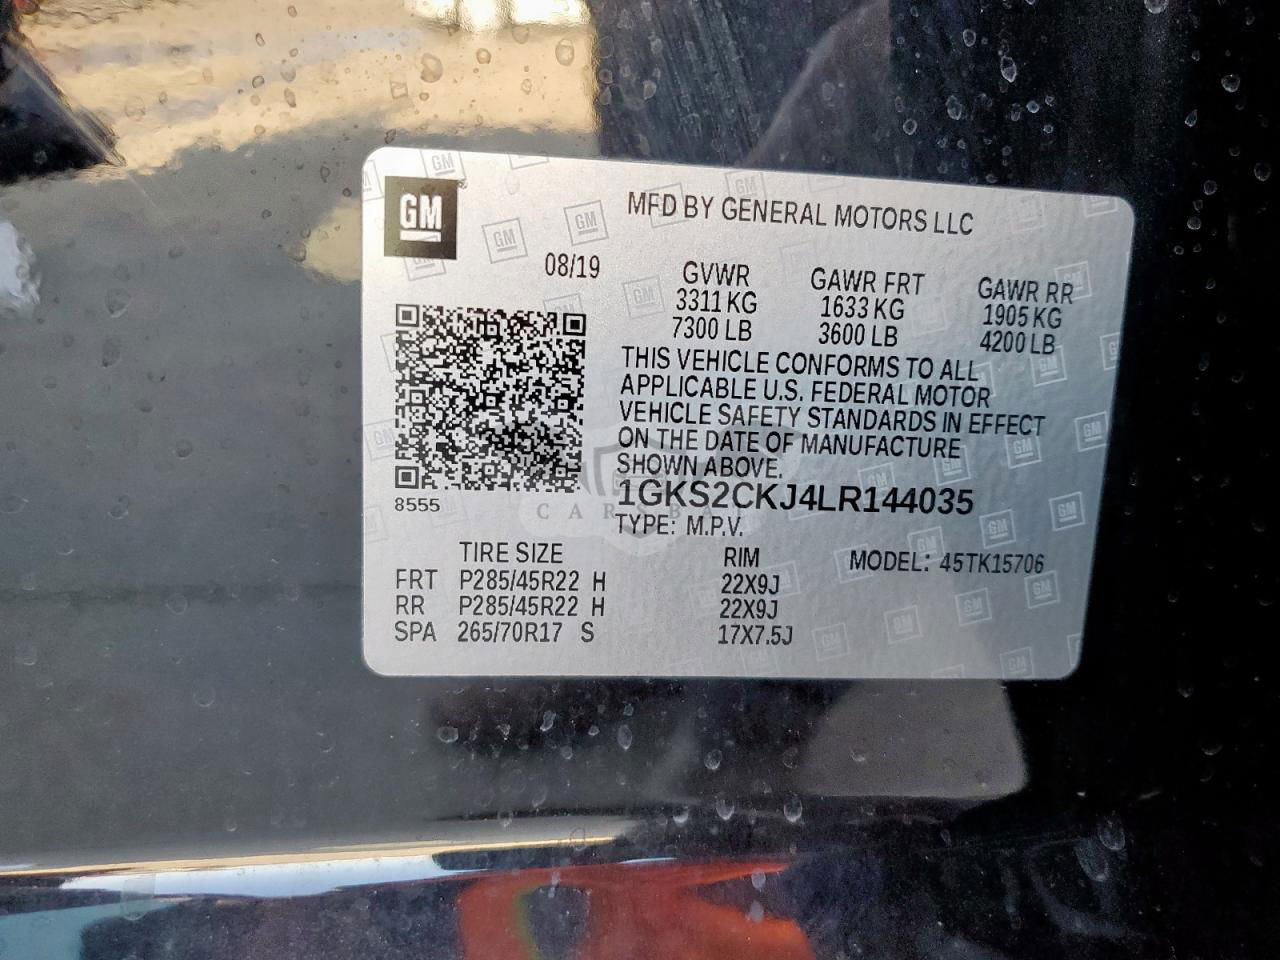 GM
MFD BY GENERAL MOTORS LLC
08/19
GVWR GAWR FRT GAWR RR
3311 KG 1633 KG 1905 KG
7300 LB 3600 LB 4200 LB
THIS VEHICLE CONFORMS TO ALL
APPLICABLE U.S. FEDERAL MOTOR
VEHICLE SAFETY STANDARDS IN EFFECT
ON THE DATE OF MANUFACTURE
SHOWN ABOVE.
8555
1GKS2CKJ4LR144035
TYPE: M.P.V.
TIRE SIZE RIM MODEL: 45TK15706
FRT P285/45R22 H 22X9J
RR P285/45R22 H 22X9J
SPA 265/70R17 S 17X7.5J